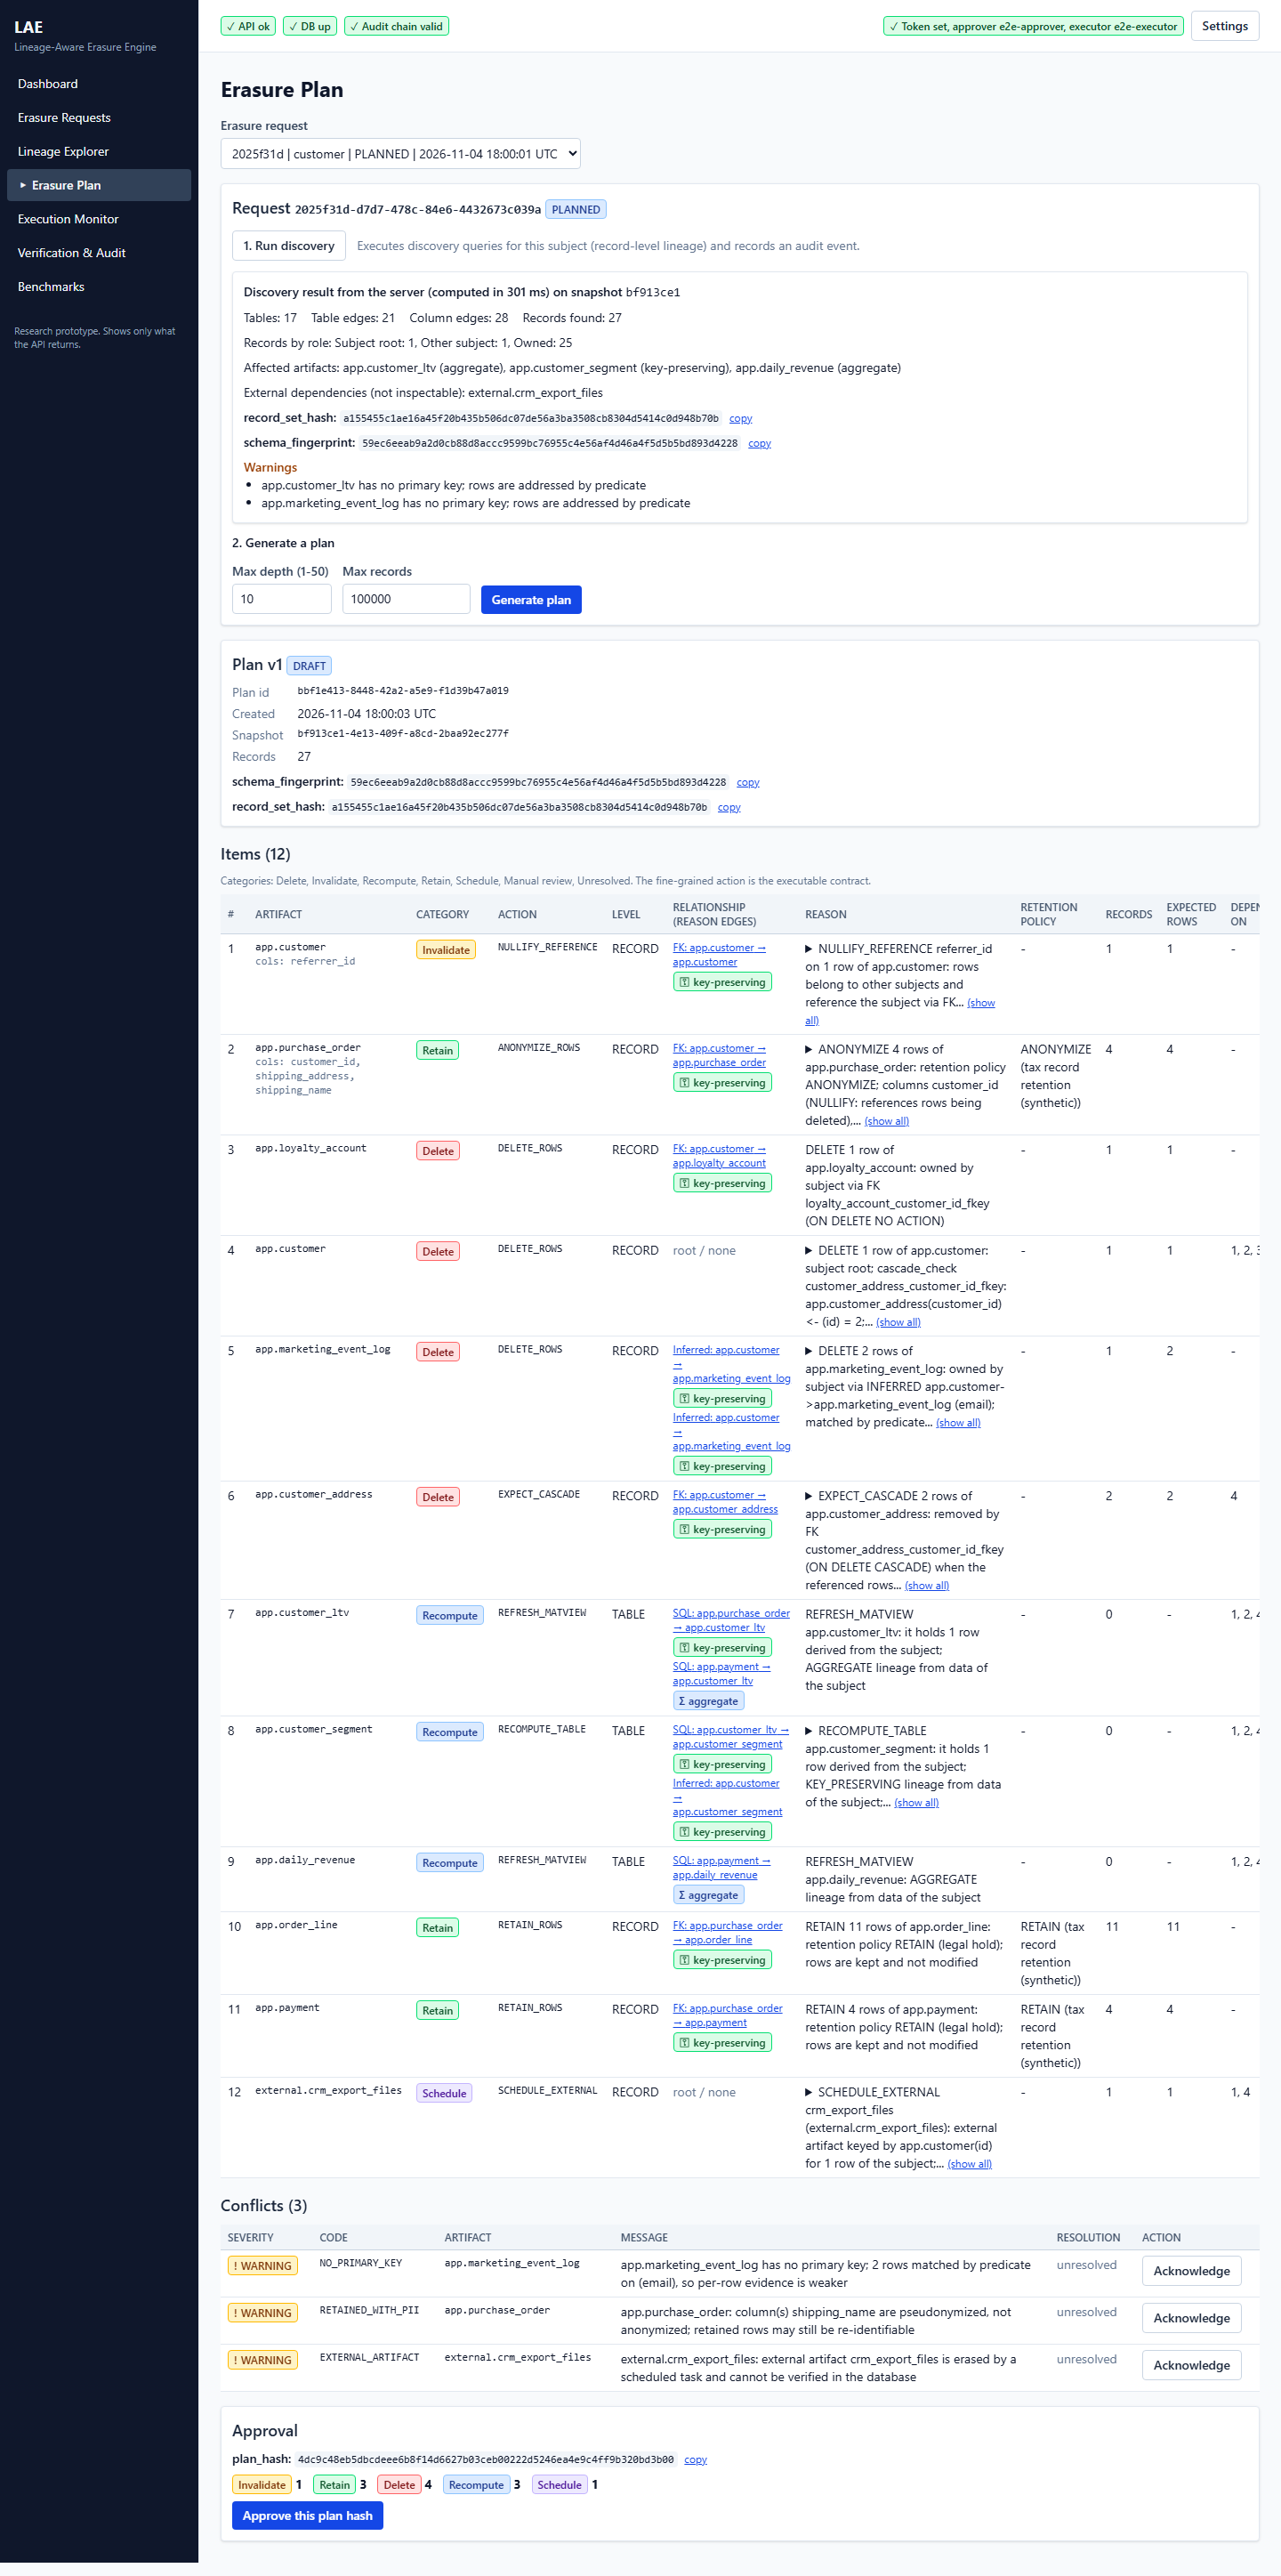 LAE
Lineage-Aware Erasure Engine
Dashboard
Erasure Requests
Lineage Explorer
▸ Erasure Plan
Execution Monitor
Verification & Audit
Benchmarks
Research prototype. Shows only what
the API returns.
✓ API ok ✓ DB up ✓ Audit chain valid
✓ Token set, approver e2e-approver, executor e2e-executor Settings
Erasure Plan
Erasure request
2025f31d | customer | PLANNED | 2026-11-04 18:00:01 UTC
Request 2025f31d-d7d7-478c-84e6-4432673c039a PLANNED
1. Run discovery Executes discovery queries for this subject (record-level lineage) and records an audit event.
Discovery result from the server (computed in 301 ms) on snapshot bf913ce1
Tables: 17 Table edges: 21 Column edges: 28 Records found: 27
Records by role: Subject root: 1, Other subject: 1, Owned: 25
Affected artifacts: app.customer_ltv (aggregate), app.customer_segment (key-preserving), app.daily_revenue (aggregate)
External dependencies (not inspectable): external.crm_export_files
record_set_hash: a155455c1ae16a45f20b435b506dc07de56a3ba3508cb8304d5414c0d948b70b copy
schema_fingerprint: 59ec6eeab9a2d0cb88d8accc9599bc76955c4e56af4d46a4f5d5b5bd893d4228 copy
Warnings
• app.customer_ltv has no primary key; rows are addressed by predicate
• app.marketing_event_log has no primary key; rows are addressed by predicate
2. Generate a plan
Max depth (1-50) Max records
10 100000 Generate plan
Plan v1 DRAFT
Plan id bbf1e413-8448-42a2-a5e9-f1d39b47a019
Created 2026-11-04 18:00:03 UTC
Snapshot bf913ce1-4e13-409f-a8cd-2baa92ec277f
Records 27
schema_fingerprint: 59ec6eeab9a2d0cb88d8accc9599bc76955c4e56af4d46a4f5d5b5bd893d4228 copy
record_set_hash: a155455c1ae16a45f20b435b506dc07de56a3ba3508cb8304d5414c0d948b70b copy
Items (12)
Categories: Delete, Invalidate, Recompute, Retain, Schedule, Manual review, Unresolved. The fine-grained action is the executable contract.
# ARTIFACT CATEGORY ACTION LEVEL RELATIONSHIP (REASON EDGES) REASON RETENTION POLICY RECORDS EXPECTED ROWS DEPEN ON
1 app.customer Invalidate NULLIFY_REFERENCE RECORD FK: app.customer → ▶ NULLIFY_REFERENCE referrer_id - 1 1 -
cols: referrer_id app.customer on 1 row of app.customer: rows
⚿ key-preserving belong to other subjects and
reference the subject via FK... (show
all)
2 app.purchase_order Retain ANONYMIZE_ROWS RECORD FK: app.customer → ▶ ANONYMIZE 4 rows of ANONYMIZE 4 4 -
cols: customer_id, app.purchase_order app.purchase_order: retention policy (tax record
shipping_address, ⚿ key-preserving ANONYMIZE; columns customer_id retention
shipping_name (NULLIFY: references rows being (synthetic))
deleted),... (show all)
3 app.loyalty_account Delete DELETE_ROWS RECORD FK: app.customer → DELETE 1 row of - 1 1 -
app.loyalty_account app.loyalty_account: owned by
⚿ key-preserving subject via FK
loyalty_account_customer_id_fkey
(ON DELETE NO ACTION)
4 app.customer Delete DELETE_ROWS RECORD root / none ▶ DELETE 1 row of app.customer: - 1 1 1, 2, 3
subject root; cascade_check
customer_address_customer_id_fkey:
app.customer_address(customer_id)
<- (id) = 2;... (show all)
5 app.marketing_event_log Delete DELETE_ROWS RECORD Inferred: app.customer ▶ DELETE 2 rows of - 1 2 -
→ app.marketing_event_log: owned by
app.marketing_event_log subject via INFERRED app.customer-
⚿ key-preserving >app.marketing_event_log (email);
Inferred: app.customer matched by predicate... (show all)
→
app.marketing_event_log
⚿ key-preserving
6 app.customer_address Delete EXPECT_CASCADE RECORD FK: app.customer → ▶ EXPECT_CASCADE 2 rows of - 2 2 4
app.customer_address app.customer_address: removed by
⚿ key-preserving FK
customer_address_customer_id_fkey
(ON DELETE CASCADE) when the
referenced rows... (show all)
7 app.customer_ltv Recompute REFRESH_MATVIEW TABLE SQL: app.purchase_order REFRESH_MATVIEW - 0 - 1, 2, 4
→ app.customer_ltv app.customer_ltv: it holds 1 row
⚿ key-preserving derived from the subject;
SQL: app.payment → AGGREGATE lineage from data of
app.customer_ltv the subject
Σ aggregate
8 app.customer_segment Recompute RECOMPUTE_TABLE TABLE SQL: app.customer_ltv → ▶ RECOMPUTE_TABLE - 0 - 1, 2, 4
app.customer_segment app.customer_segment: it holds 1
⚿ key-preserving row derived from the subject;
Inferred: app.customer KEY_PRESERVING lineage from data
→ of the subject;... (show all)
app.customer_segment
⚿ key-preserving
9 app.daily_revenue Recompute REFRESH_MATVIEW TABLE SQL: app.payment → REFRESH_MATVIEW - 0 - 1, 2, 4
app.daily_revenue app.daily_revenue: AGGREGATE
Σ aggregate lineage from data of the subject
10 app.order_line Retain RETAIN_ROWS RECORD FK: app.purchase_order RETAIN 11 rows of app.order_line: RETAIN (tax 11 11 -
→ app.order_line retention policy RETAIN (legal hold); record
⚿ key-preserving rows are kept and not modified retention
(synthetic))
11 app.payment Retain RETAIN_ROWS RECORD FK: app.purchase_order RETAIN 4 rows of app.payment: RETAIN (tax 4 4 -
→ app.payment retention policy RETAIN (legal hold); record
⚿ key-preserving rows are kept and not modified retention
(synthetic))
12 external.crm_export_files Schedule SCHEDULE_EXTERNAL RECORD root / none ▶ SCHEDULE_EXTERNAL - 1 1 1, 4
crm_export_files
(external.crm_export_files): external
artifact keyed by app.customer(id)
for 1 row of the subject;... (show all)
Conflicts (3)
SEVERITY CODE ARTIFACT MESSAGE RESOLUTION ACTION
! WARNING NO_PRIMARY_KEY app.marketing_event_log app.marketing_event_log has no primary key; 2 rows matched by predicate unresolved Acknowledge
on (email), so per-row evidence is weaker
! WARNING RETAINED_WITH_PII app.purchase_order app.purchase_order: column(s) shipping_name are pseudonymized, not unresolved Acknowledge
anonymized; retained rows may still be re-identifiable
! WARNING EXTERNAL_ARTIFACT external.crm_export_files external.crm_export_files: external artifact crm_export_files is erased by a unresolved Acknowledge
scheduled task and cannot be verified in the database
Approval
plan_hash: 4dc9c48eb5dbcdeee6b8f14d6627b03ceb00222d5246ea4e9c4ff9b320bd3b00 copy
Invalidate 1 Retain 3 Delete 4 Recompute 3 Schedule 1
Approve this plan hash